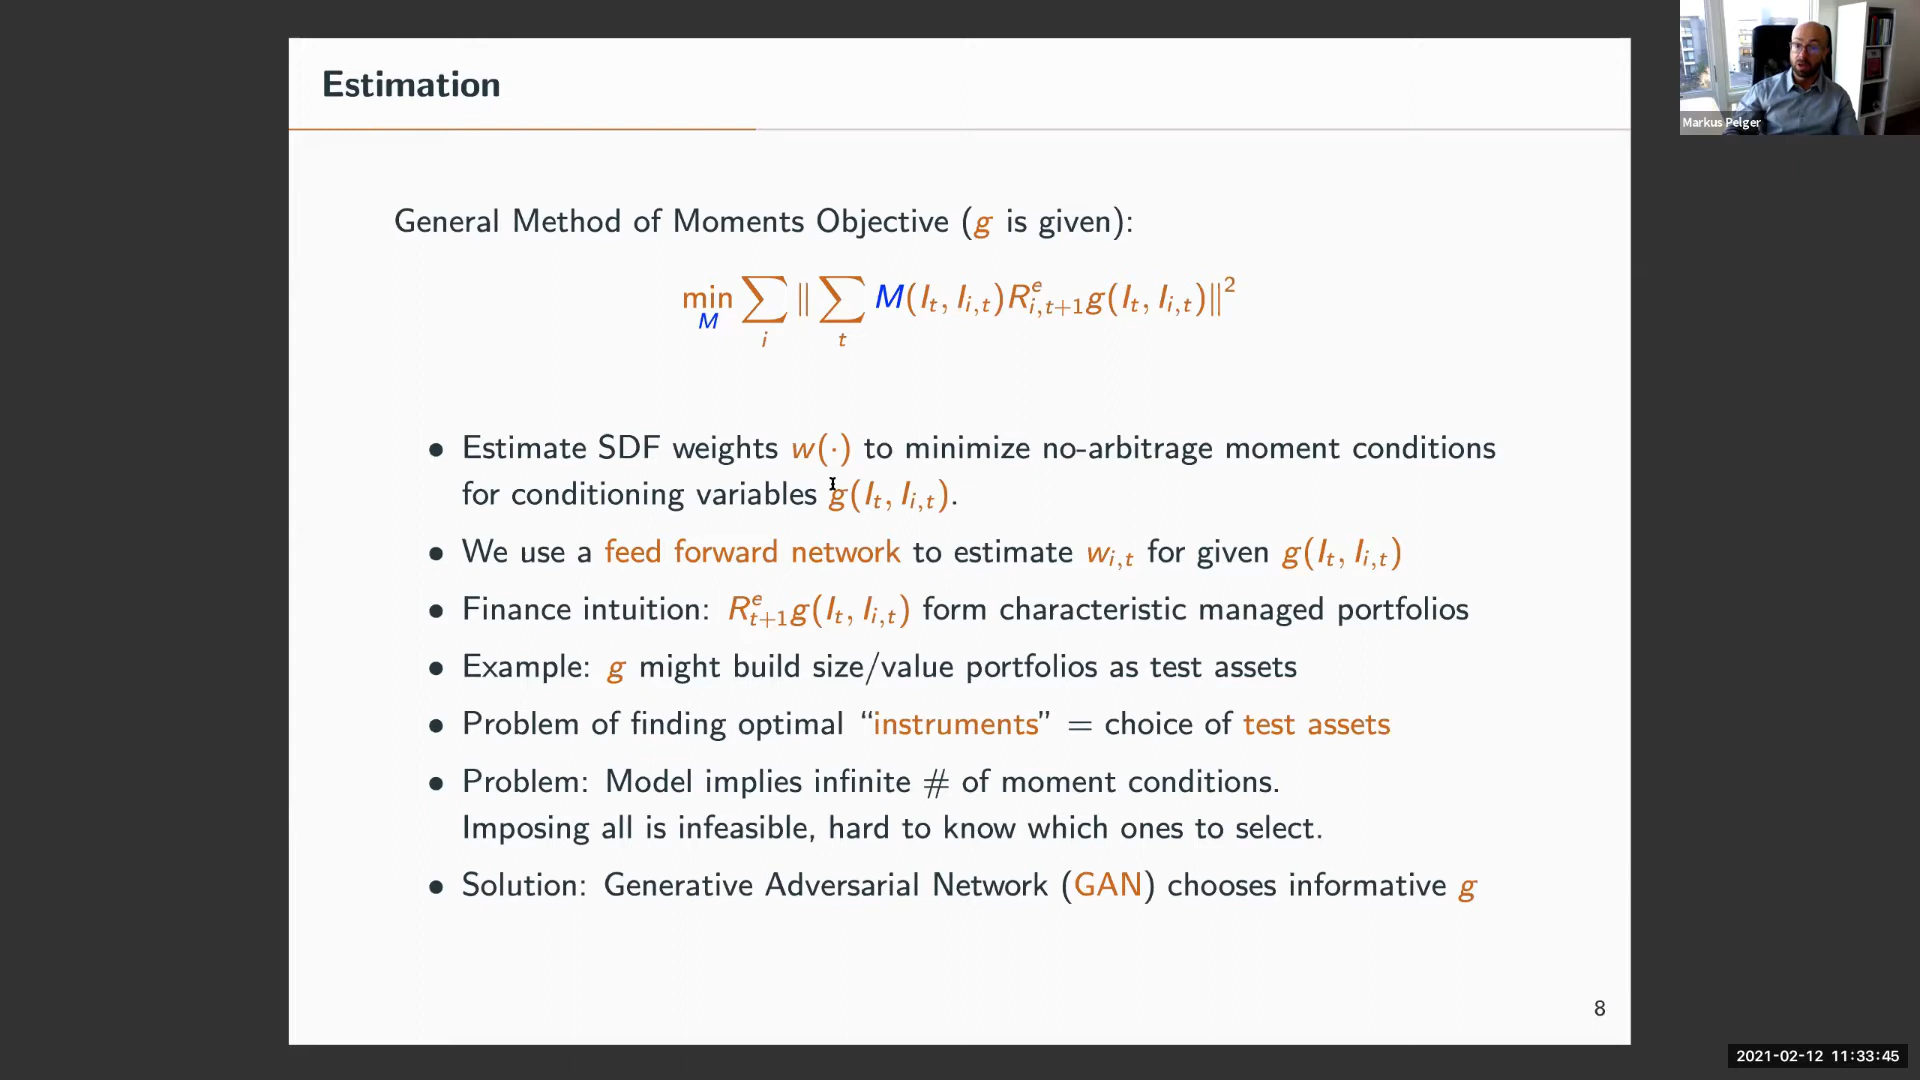 Estimation
General Method of Moments Objective (g is given):
min_M ∑_i ‖ ∑_t M(I_t, I_{i,t})R^e_{i,t+1}g(I_t, I_{i,t})‖^2
• Estimate SDF weights w(·) to minimize no-arbitrage moment conditions
for conditioning variables g(I_t, I_{i,t}).
• We use a feed forward network to estimate w_{i,t} for given g(I_t, I_{i,t})
• Finance intuition: R^e_{t+1}g(I_t, I_{i,t}) form characteristic managed portfolios
• Example: g might build size/value portfolios as test assets
• Problem of finding optimal “instruments” = choice of test assets
• Problem: Model implies infinite # of moment conditions.
Imposing all is infeasible, hard to know which ones to select.
• Solution: Generative Adversarial Network (GAN) chooses informative g
8
Markus Pelger
2021-02-12 11:33:45